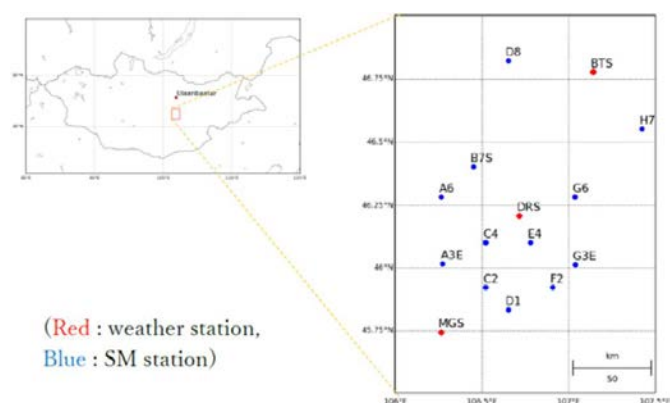 Ulaanbaatar
D8
BTS
46.75°N
H7
46.5°N
B7S
A6
G6
46.25°N
DRS
C4 E4
A3E G3E
46°N
C2 F2
D1
45.75°N
MGS
km
50
106°E 106.5°E 107°E 107.5°E
(Red : weather station,
Blue : SM station)